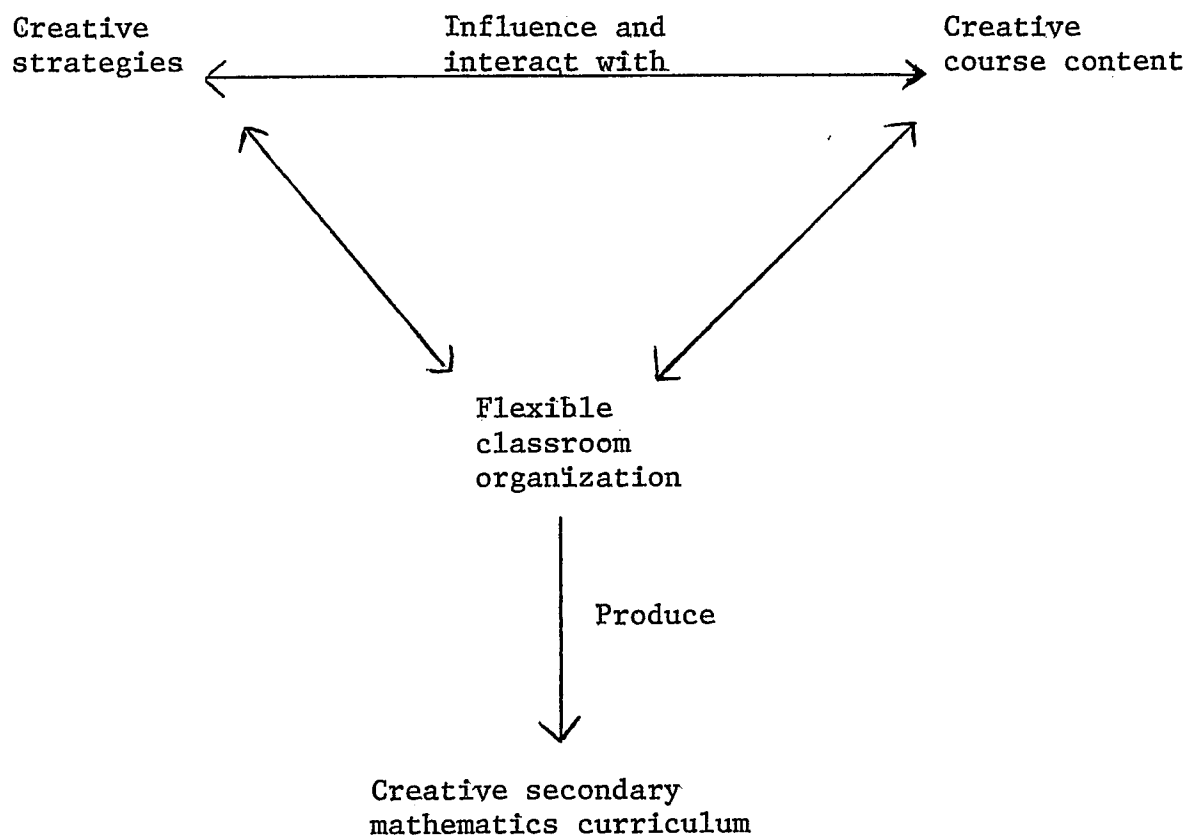 Creative
strategies
Influence and
interact with
Creative
course content
Flexible
classroom
organization
Produce
Creative secondary
mathematics curriculum